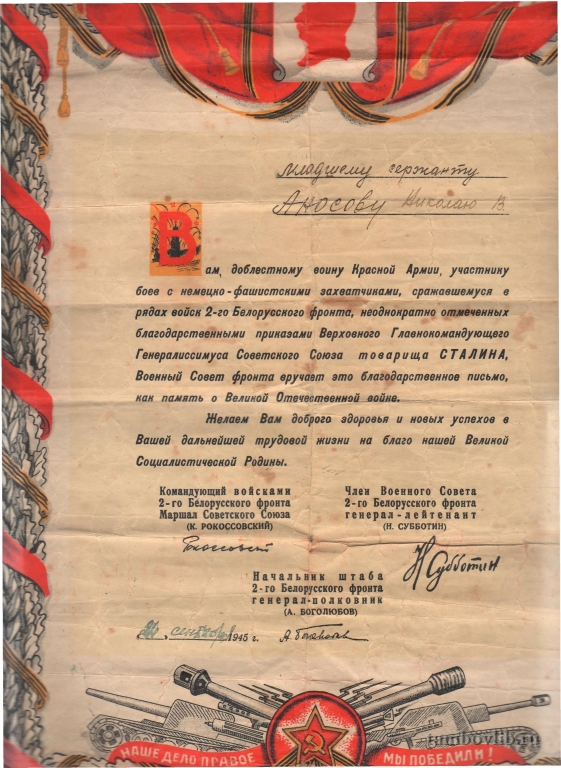 младшему сержанту
Аносову Николаю В.
Вам, доблестному воину Красной Армии, участнику
боев с немецко-фашистскими захватчиками, сражавшемуся в
рядах войск 2-го Белорусского фронта, неоднократно отмеченных
благодарственными приказами Верховного Главнокомандующего
Генералиссимуса Советского Союза товарища СТАЛИНА,
Военный Совет фронта вручает это благодарственное письмо,
как память о Великой Отечественной войне.
Желаем Вам доброго здоровья и новых успехов в
Вашей дальнейшей трудовой жизни на благо нашей Великой
Социалистической Родины.
Командующий войсками
2-го Белорусского фронта
Маршал Советского Союза
(К. РОКОССОВСКИЙ)
Рокоссовский
Член Военного Совета
2-го Белорусского фронта
генерал-лейтенант
(Н. СУББОТИН)
Н Субботин
Начальник штаба
2-го Белорусского фронта
генерал-полковник
(А. БОГОЛЮБОВ)
сентября 1945 г.
А. Боголюбов
НАШЕ ДЕЛО ПРАВОЕ
МЫ ПОБЕДИЛИ!
tambovlib.ru